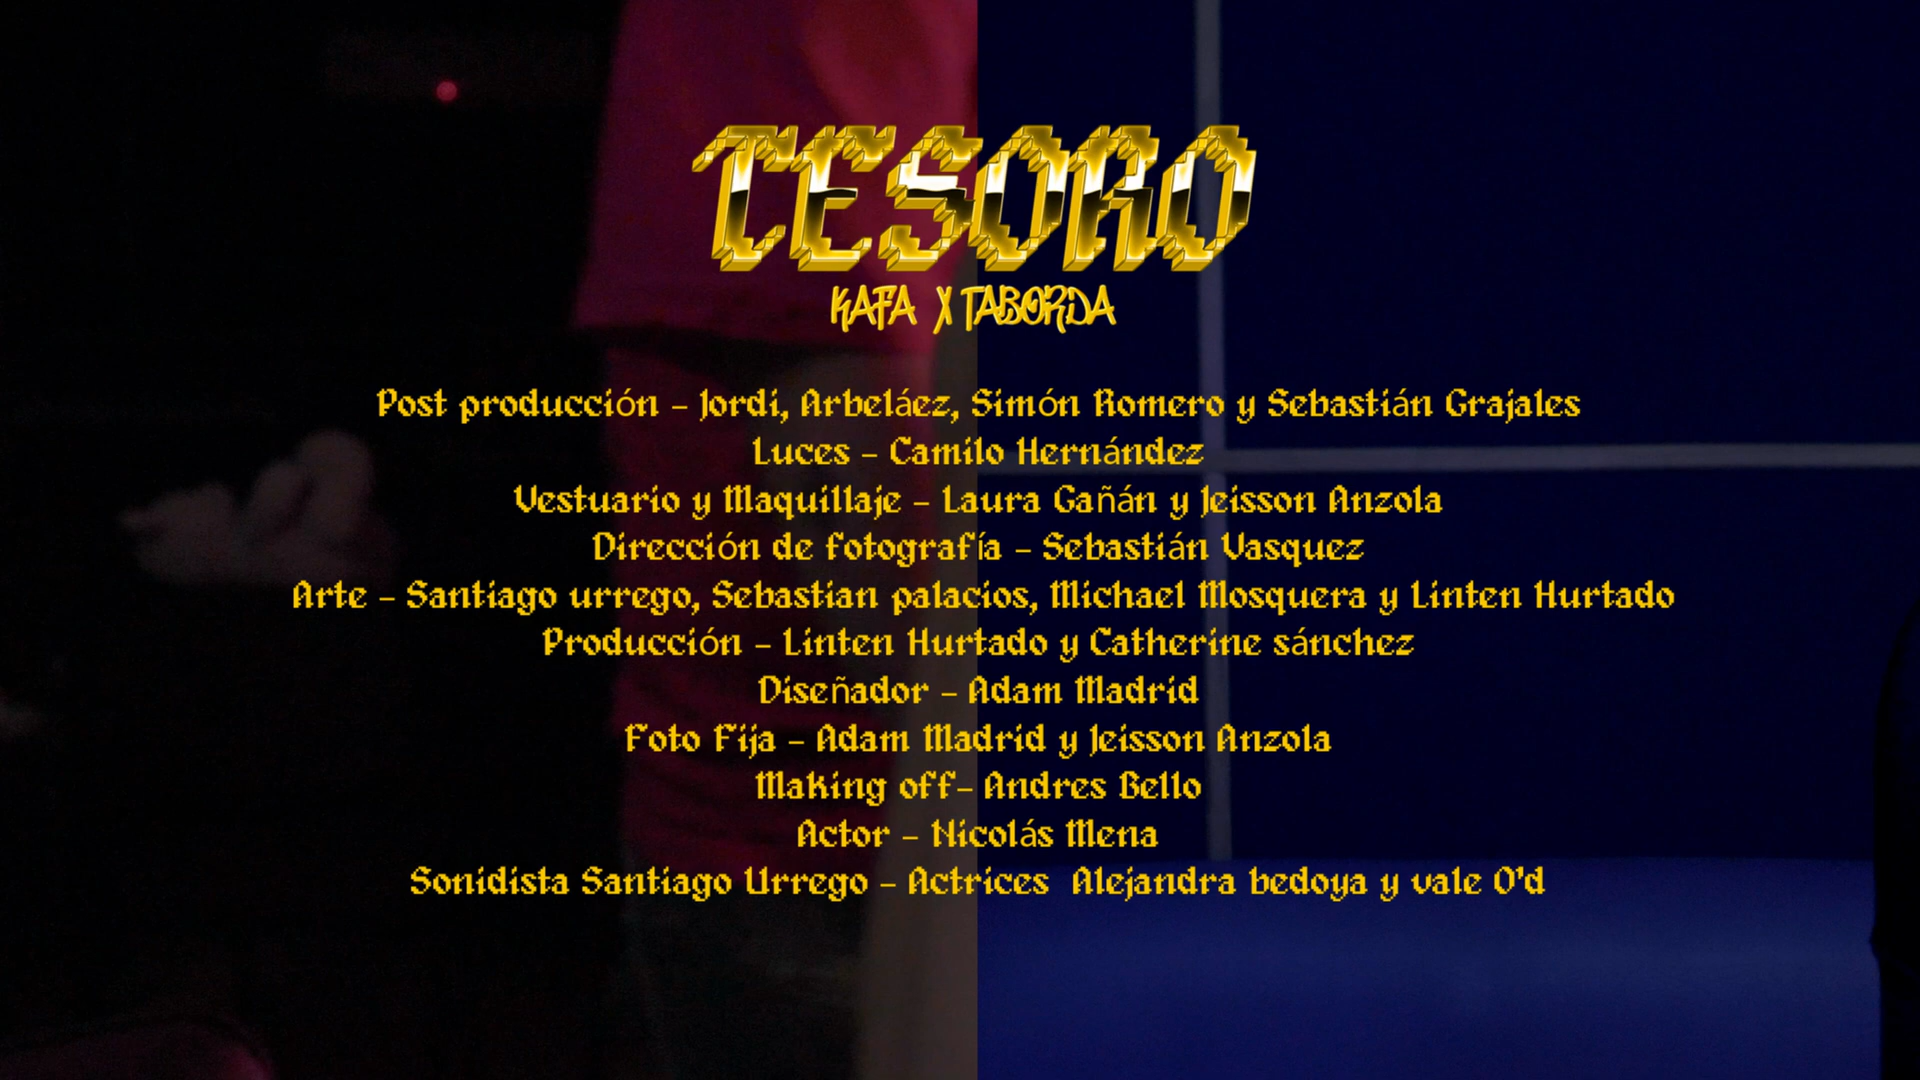 TESORO
KAFA X TABORDA
Post producción - Jordi, Arbeláez, Simón Romero y Sebastián Grajales
Luces - Camilo Hernández
Vestuario y Maquillaje - Laura Gañán y Jeisson Anzola
Dirección de fotografía - Sebastián Vasquez
Arte - Santiago urrego, Sebastian palacios, Michael Mosquera y Linten Hurtado
Producción - Linten Hurtado y Catherine sánchez
Diseñador - Adam Madrid
Foto Fija - Adam Madrid y Jeisson Anzola
Making off- Andres Bello
Actor - Nicolás Mena
Sonidista Santiago Urrego - Actrices  Alejandra bedoya y vale O'd